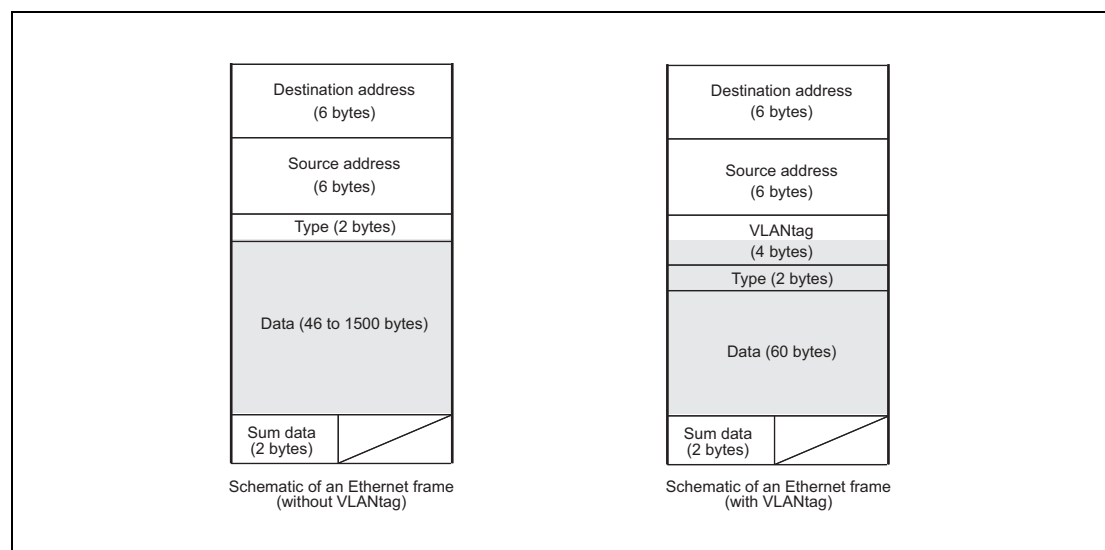 Destination address
(6 bytes)
Source address
(6 bytes)
Type (2 bytes)
Data (46 to 1500 bytes)
Sum data
(2 bytes)
Schematic of an Ethernet frame
(without VLANtag)
Destination address
(6 bytes)
Source address
(6 bytes)
VLANtag
(4 bytes)
Type (2 bytes)
Data (60 bytes)
Sum data
(2 bytes)
Schematic of an Ethernet frame
(with VLANtag)